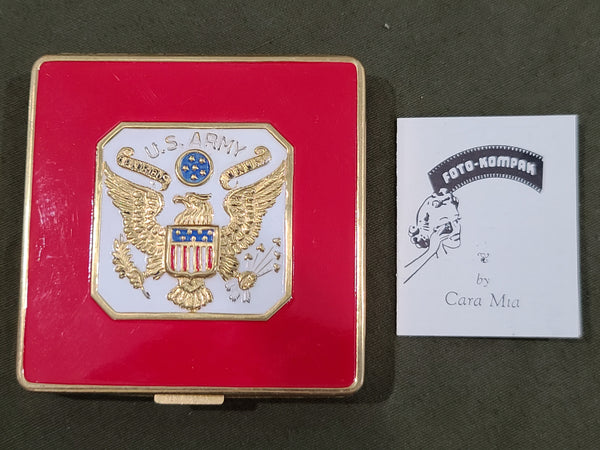 U.S. ARMY
FOTO-KOMPAK
by
Cara Mia